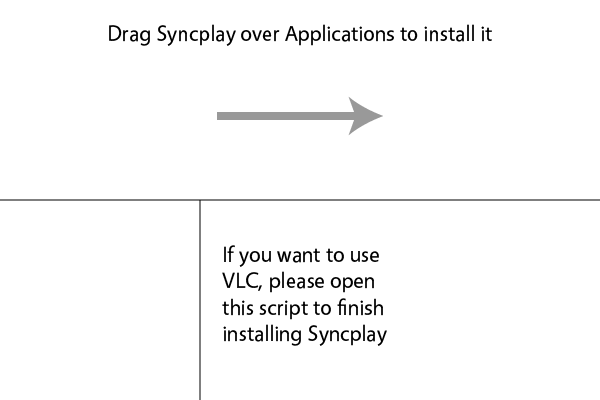 Drag Syncplay over Applications to install it
If you want to use
VLC, please open
this script to finish
installing Syncplay